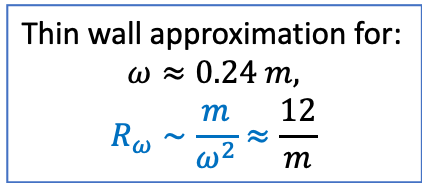 Thin wall approximation for:
ω ≈ 0.24 m,
R_ω ~ m/ω² ≈ 12/m